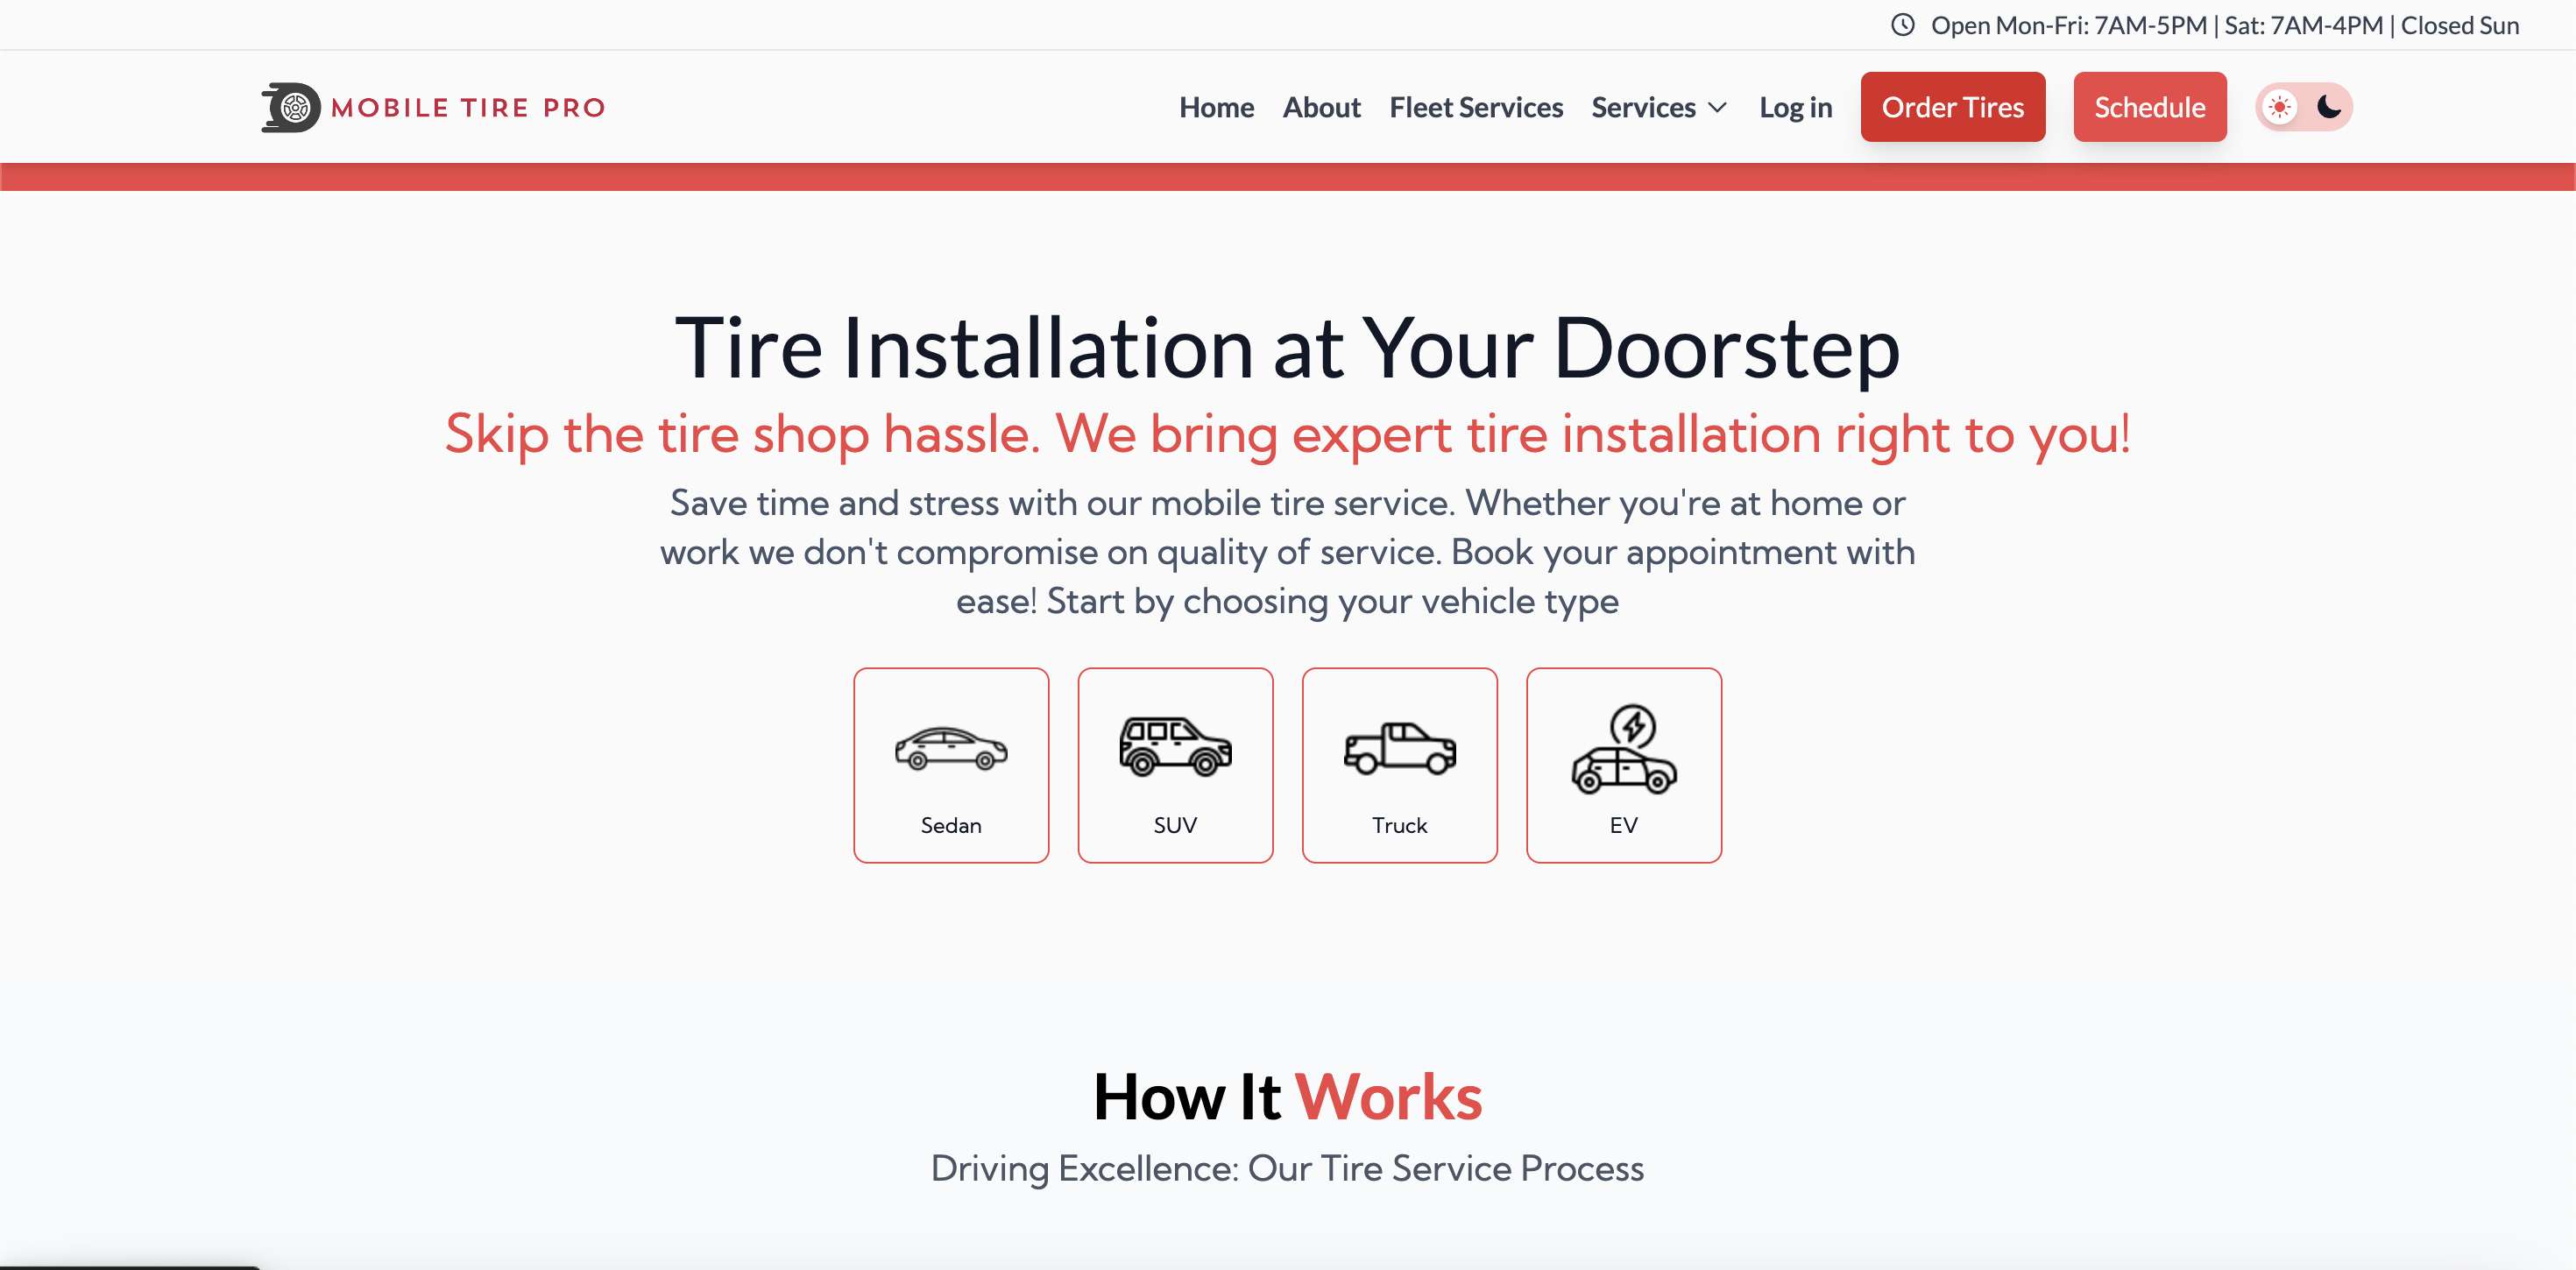 Open Mon-Fri: 7AM-5PM | Sat: 7AM-4PM | Closed Sun
MOBILE TIRE PRO
Home About Fleet Services Services Log in Order Tires Schedule
Tire Installation at Your Doorstep
Skip the tire shop hassle. We bring expert tire installation right to you!
Save time and stress with our mobile tire service. Whether you're at home or
work we don't compromise on quality of service. Book your appointment with
ease! Start by choosing your vehicle type
Sedan SUV Truck EV
How It Works
Driving Excellence: Our Tire Service Process